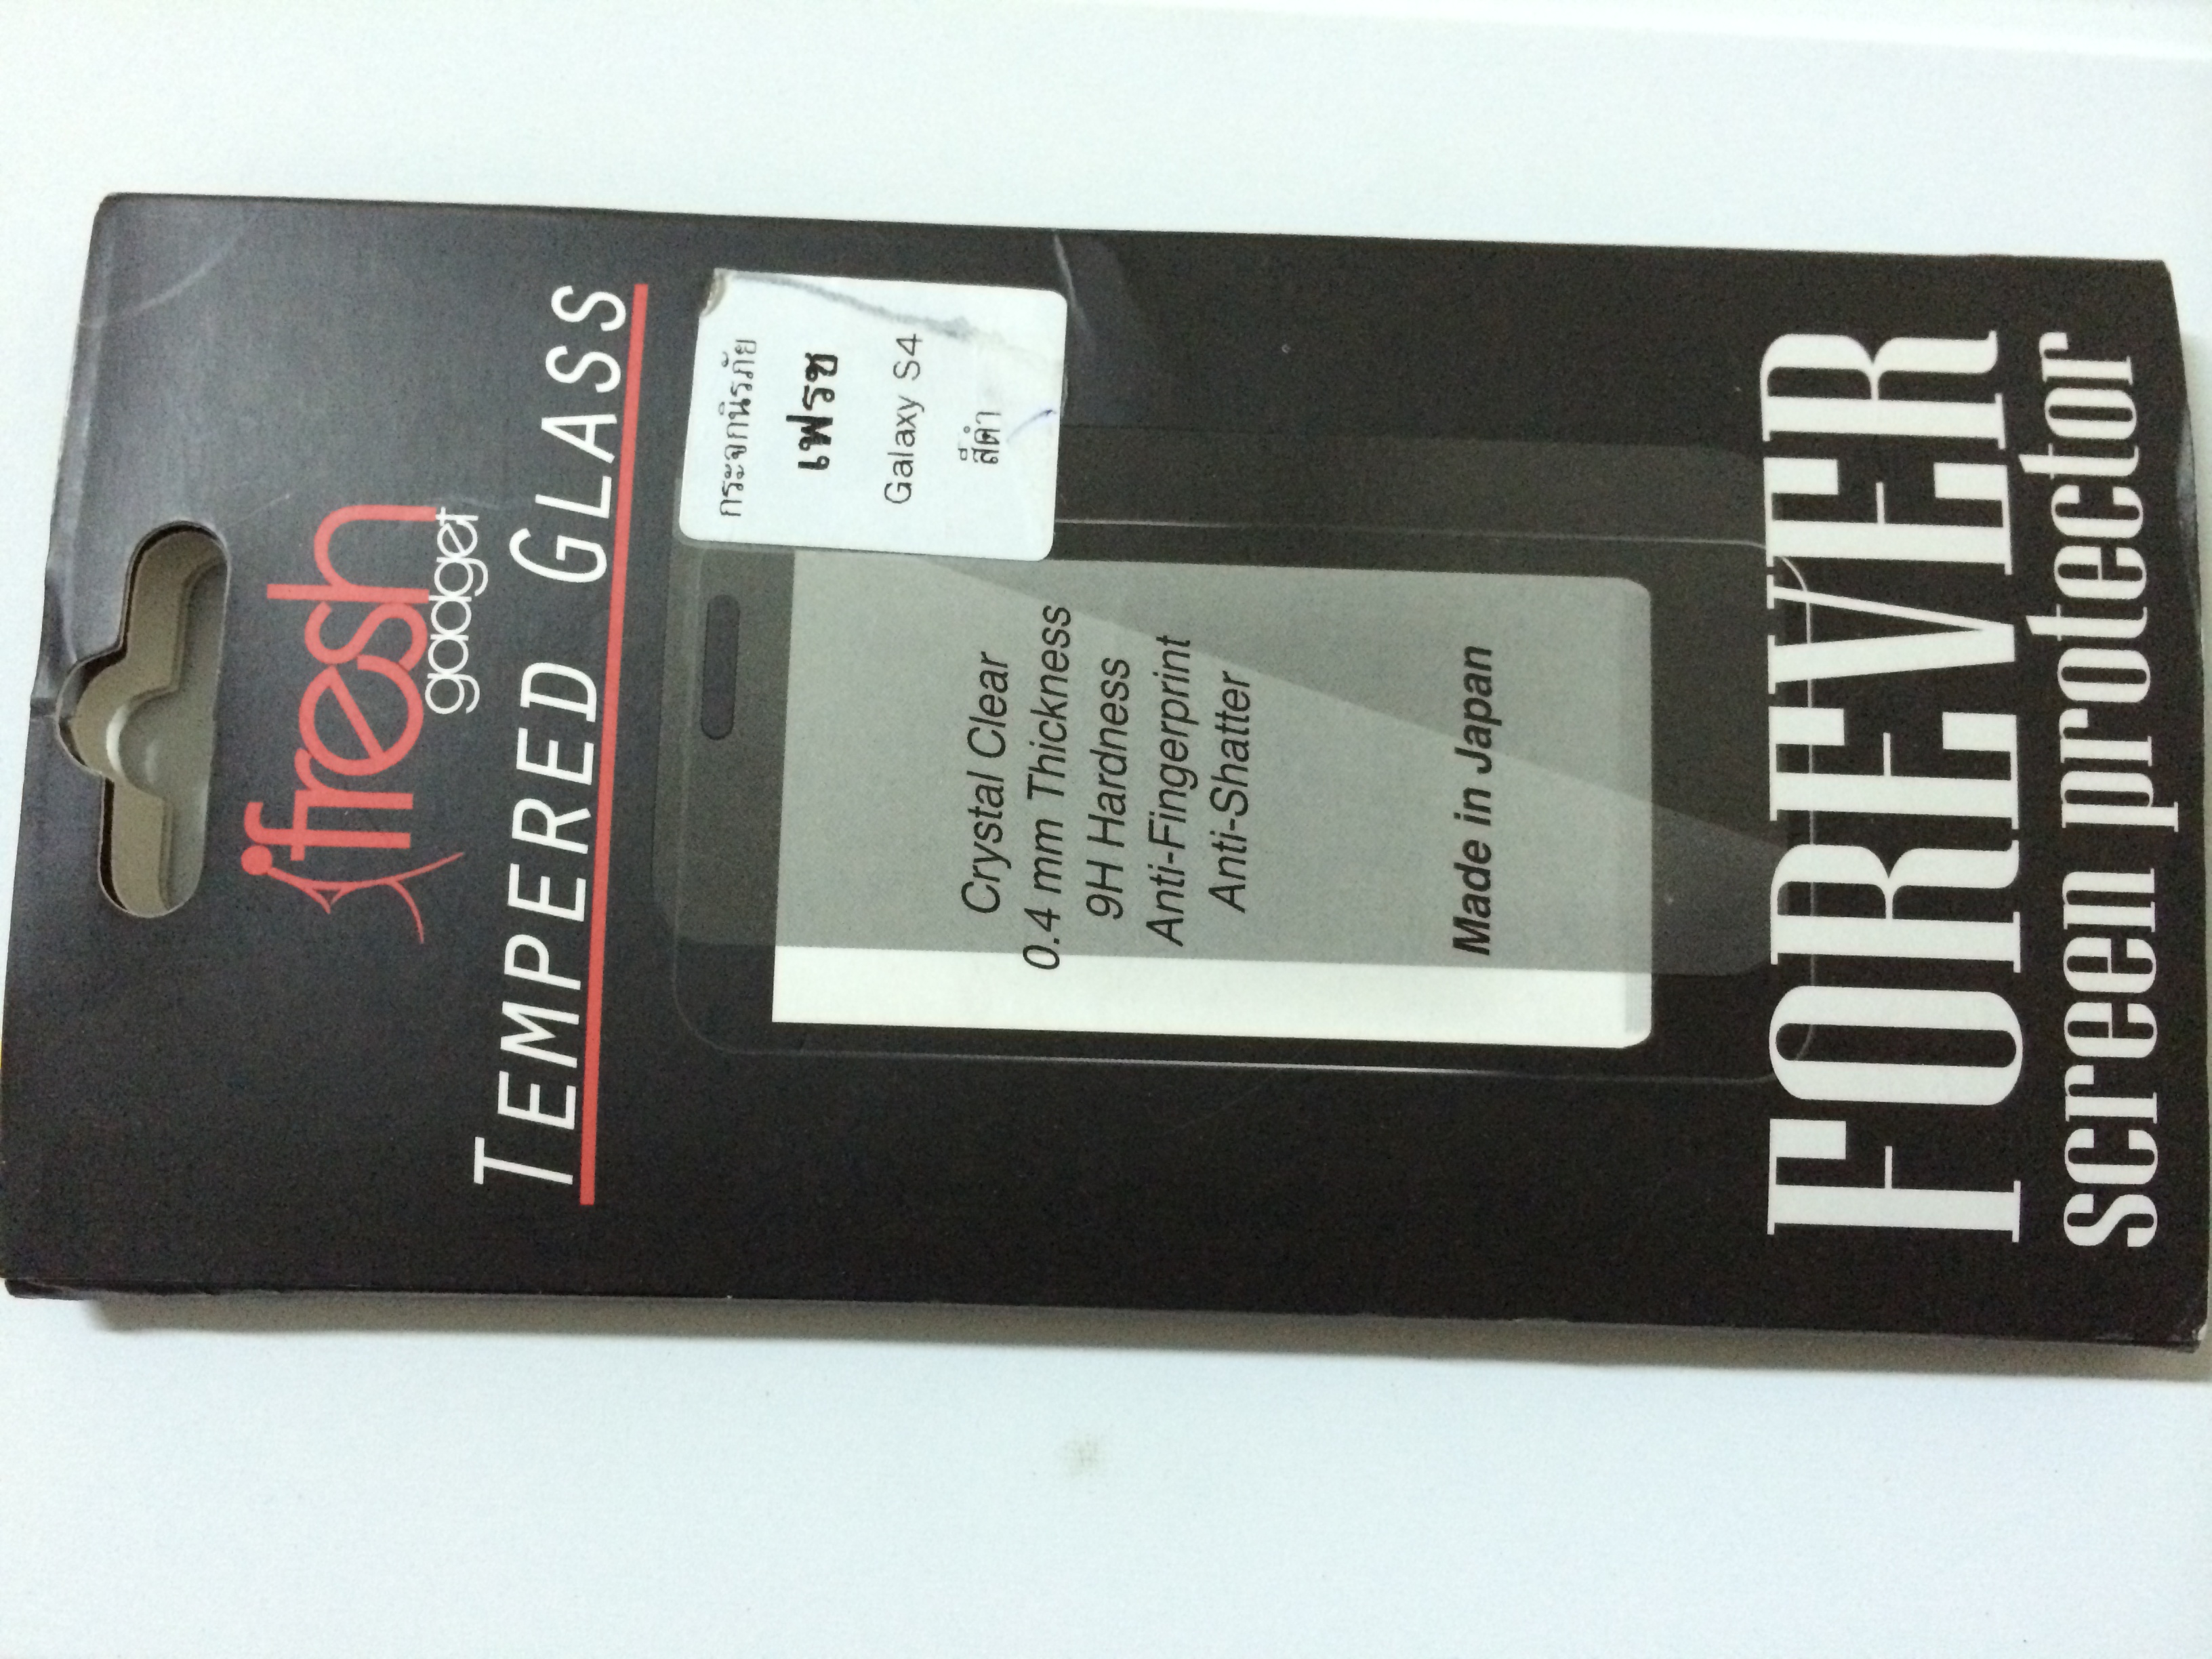 ifresh
gadget
TEMPERED GLASS
กระจกนิรภัย
เฟรช
Galaxy S4
สีดำ
Crystal Clear
0.4 mm Thickness
9H Hardness
Anti-Fingerprint
Anti-Shatter
Made in Japan
FOREVER
screen protector